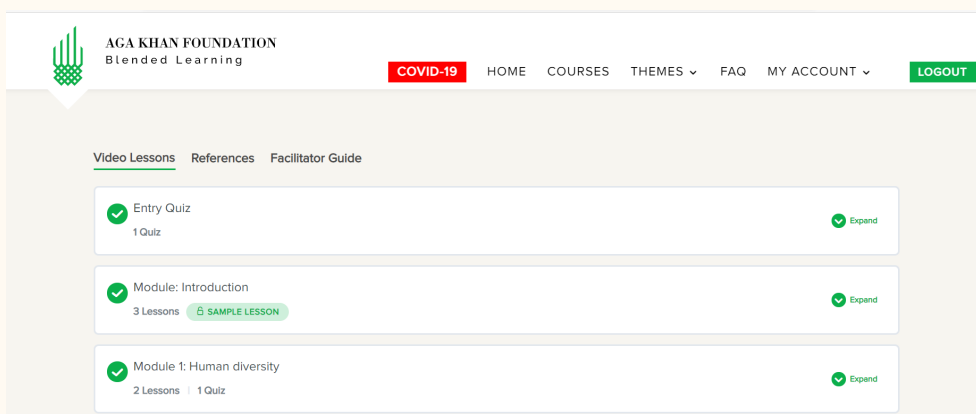 AGA KHAN FOUNDATION
Blended Learning
COVID-19 HOME COURSES THEMES FAQ MY ACCOUNT LOGOUT
Video Lessons References Facilitator Guide
Entry Quiz
1 Quiz
Expand
Module: Introduction
3 Lessons SAMPLE LESSON
Expand
Module 1: Human diversity
2 Lessons | 1 Quiz
Expand